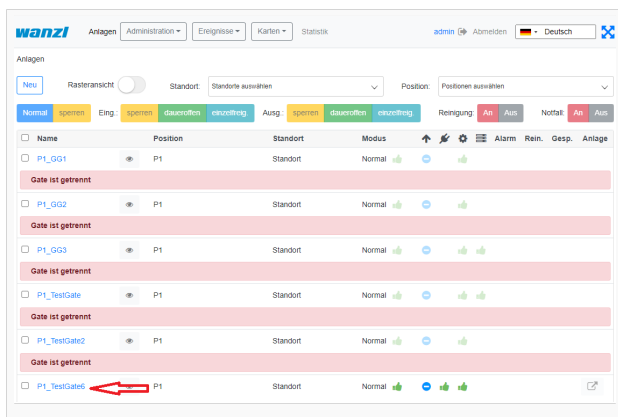 wanzl Anlagen Administration Ereignisse Karten Statistik admin Abmelden Deutsch
Anlagen
Neu Rasteransicht Standort: Standorte auswählen Position: Positionen auswählen
Normal sperren Eing.: sperren daueroffen einzelfreig. Ausg.: sperren daueroffen einzelfreig. Reinigung: An Aus Notfall: An Aus
Name Position Standort Modus Alarm Rein. Gesp. Anlage
P1_GG1 P1 Standort Normal
Gate ist getrennt
P1_GG2 P1 Standort Normal
Gate ist getrennt
P1_GG3 P1 Standort Normal
Gate ist getrennt
P1_TestGate P1 Standort Normal
Gate ist getrennt
P1_TestGate2 P1 Standort Normal
Gate ist getrennt
P1_TestGate6 P1 Standort Normal